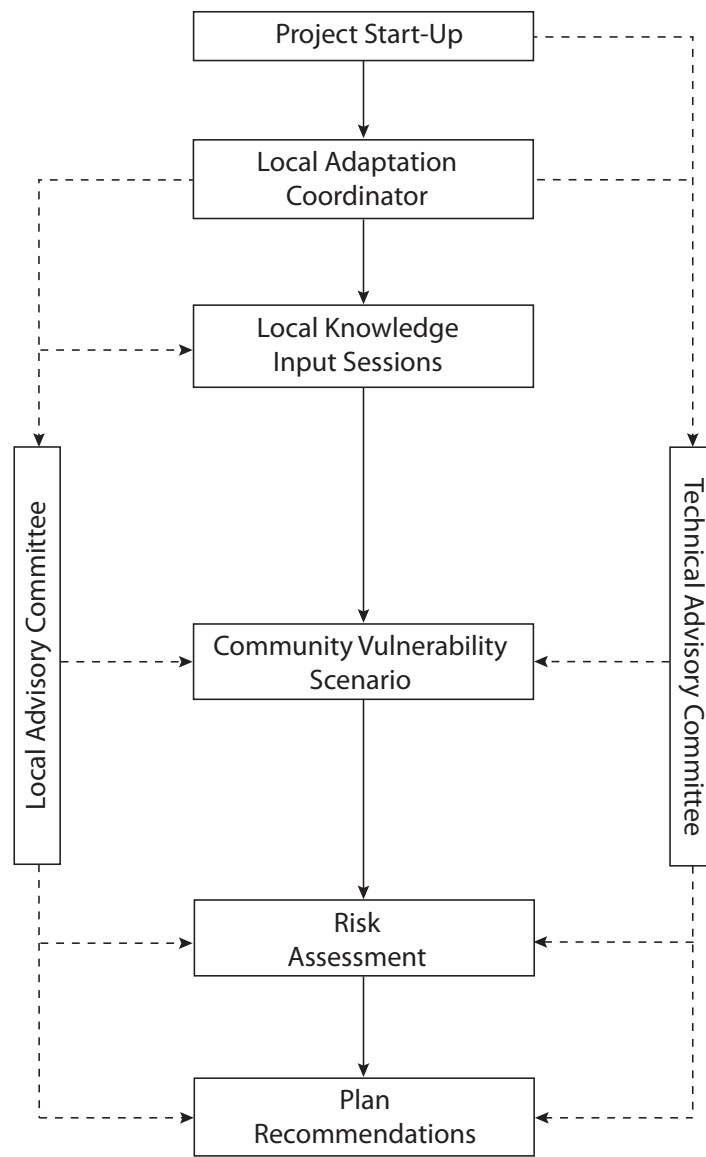 Project Start-Up
Local Adaptation
Coordinator
Local Knowledge
Input Sessions
Local Advisory Committee
Technical Advisory Committee
Community Vulnerability
Scenario
Risk
Assessment
Plan
Recommendations